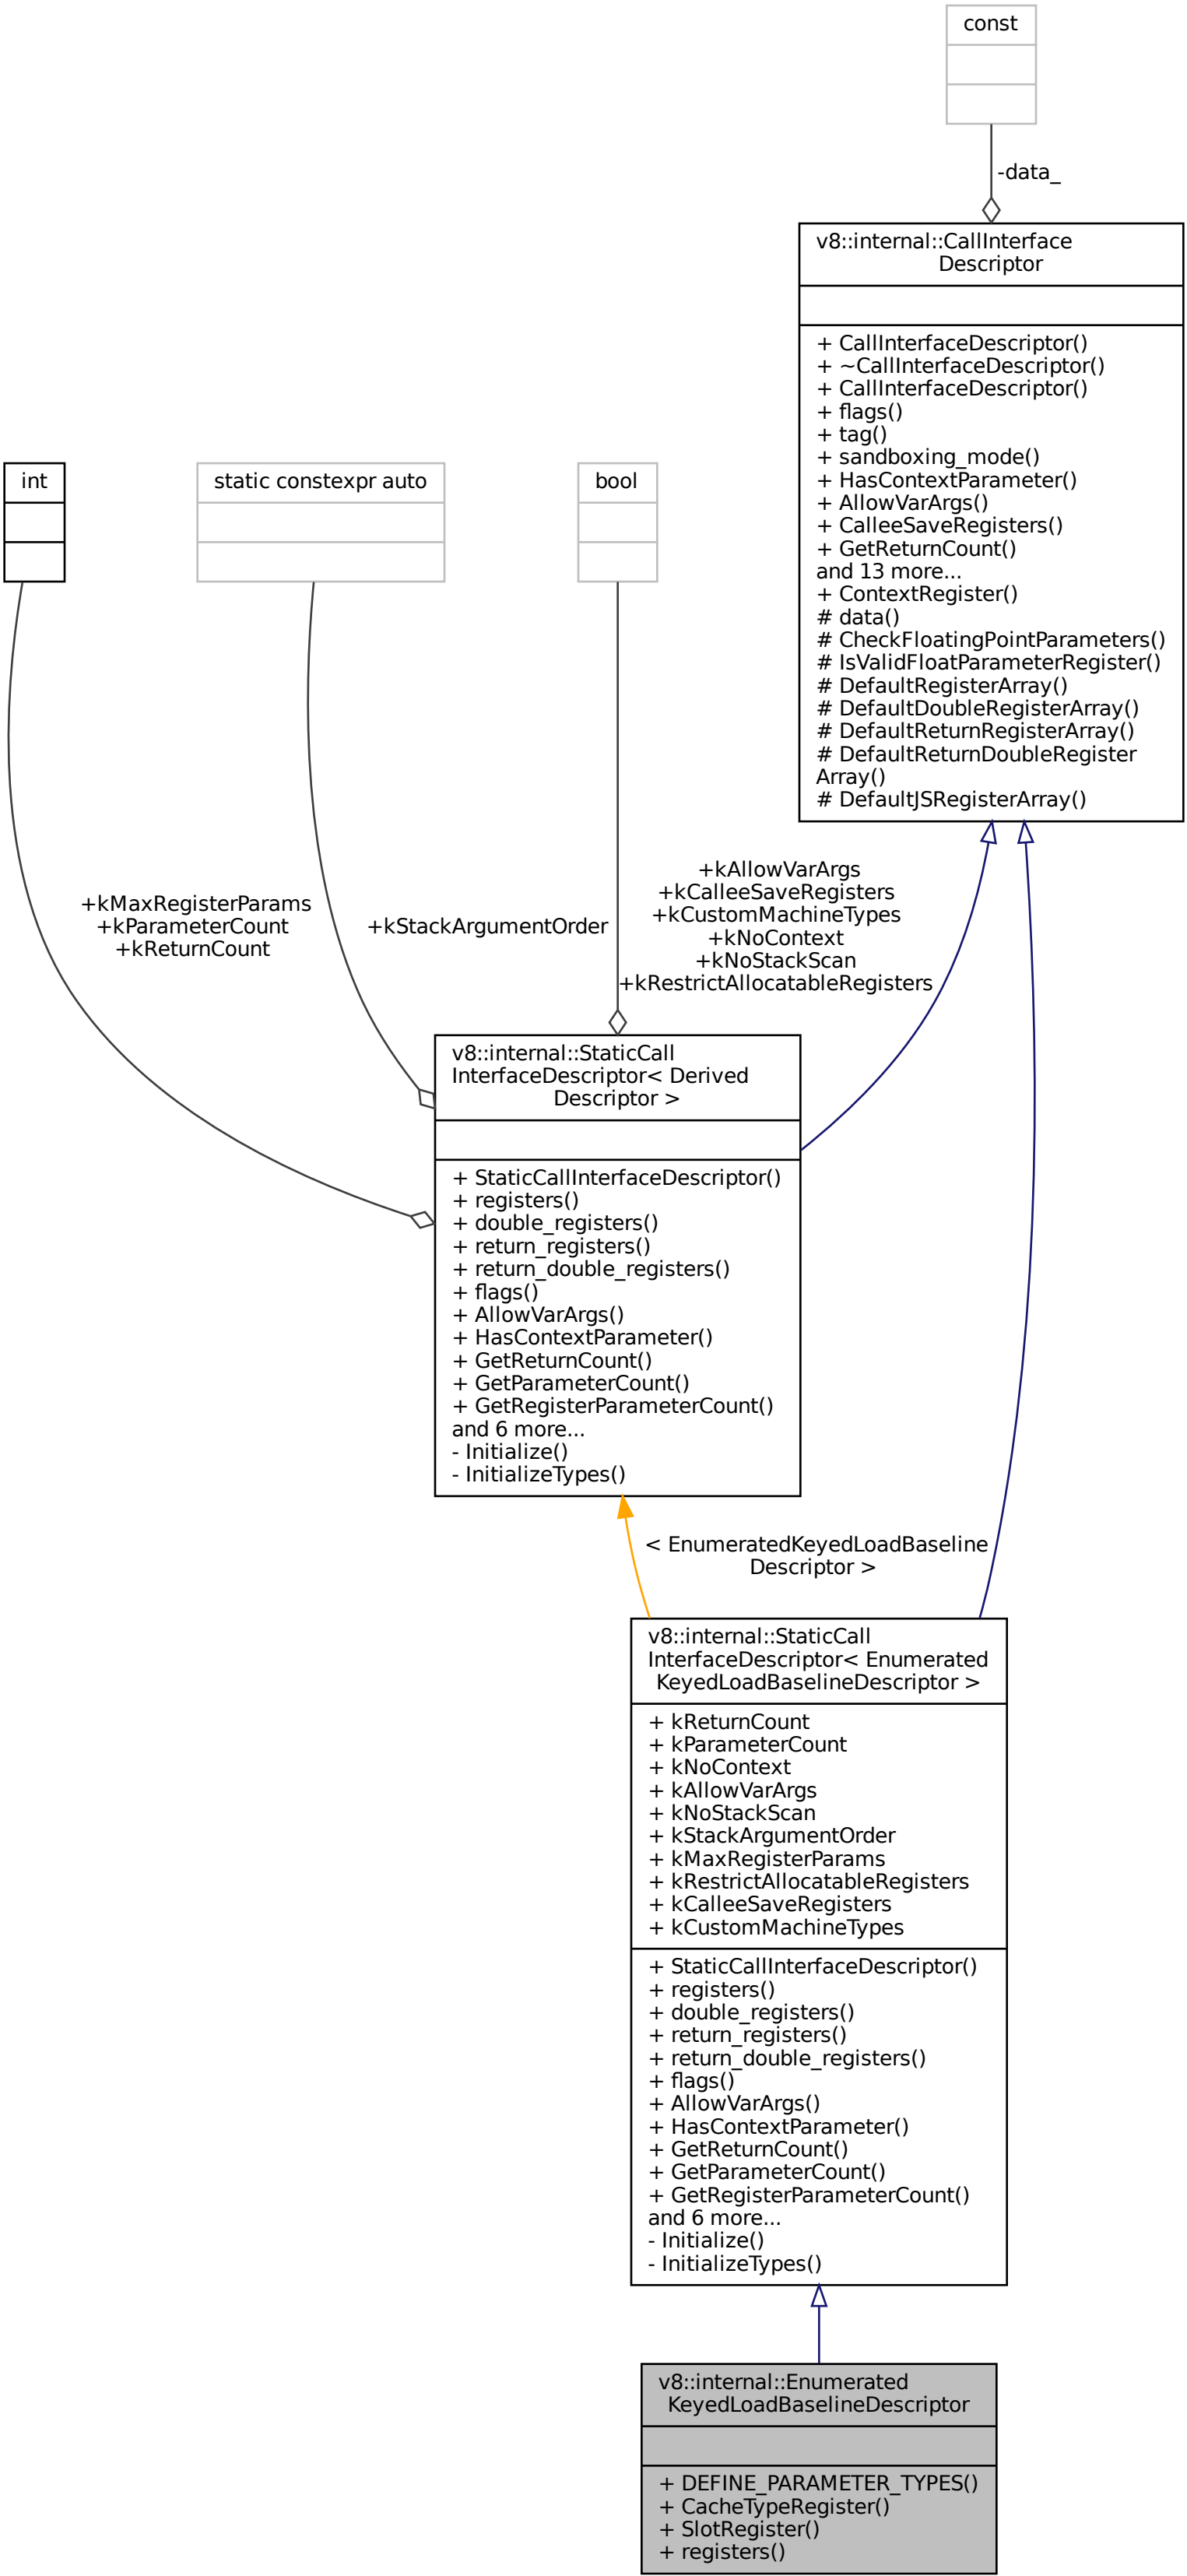 const
-data_
v8::internal::CallInterface
Descriptor
+ CallInterfaceDescriptor()
+ ~CallInterfaceDescriptor()
+ CallInterfaceDescriptor()
+ flags()
+ tag()
+ sandboxing_mode()
+ HasContextParameter()
+ AllowVarArgs()
+ CalleeSaveRegisters()
+ GetReturnCount()
and 13 more...
+ ContextRegister()
# data()
# CheckFloatingPointParameters()
# IsValidFloatParameterRegister()
# DefaultRegisterArray()
# DefaultDoubleRegisterArray()
# DefaultReturnRegisterArray()
# DefaultReturnDoubleRegister
Array()
# DefaultJSRegisterArray()
int
static constexpr auto
bool
+kMaxRegisterParams
+kParameterCount
+kReturnCount
+kStackArgumentOrder
+kAllowVarArgs
+kCalleeSaveRegisters
+kCustomMachineTypes
+kNoContext
+kNoStackScan
+kRestrictAllocatableRegisters
v8::internal::StaticCall
InterfaceDescriptor< Derived
Descriptor >
+ StaticCallInterfaceDescriptor()
+ registers()
+ double_registers()
+ return_registers()
+ return_double_registers()
+ flags()
+ AllowVarArgs()
+ HasContextParameter()
+ GetReturnCount()
+ GetParameterCount()
+ GetRegisterParameterCount()
and 6 more...
- Initialize()
- InitializeTypes()
< EnumeratedKeyedLoadBaseline
Descriptor >
v8::internal::StaticCall
InterfaceDescriptor< Enumerated
KeyedLoadBaselineDescriptor >
+ kReturnCount
+ kParameterCount
+ kNoContext
+ kAllowVarArgs
+ kNoStackScan
+ kStackArgumentOrder
+ kMaxRegisterParams
+ kRestrictAllocatableRegisters
+ kCalleeSaveRegisters
+ kCustomMachineTypes
+ StaticCallInterfaceDescriptor()
+ registers()
+ double_registers()
+ return_registers()
+ return_double_registers()
+ flags()
+ AllowVarArgs()
+ HasContextParameter()
+ GetReturnCount()
+ GetParameterCount()
+ GetRegisterParameterCount()
and 6 more...
- Initialize()
- InitializeTypes()
v8::internal::Enumerated
KeyedLoadBaselineDescriptor
+ DEFINE_PARAMETER_TYPES()
+ CacheTypeRegister()
+ SlotRegister()
+ registers()